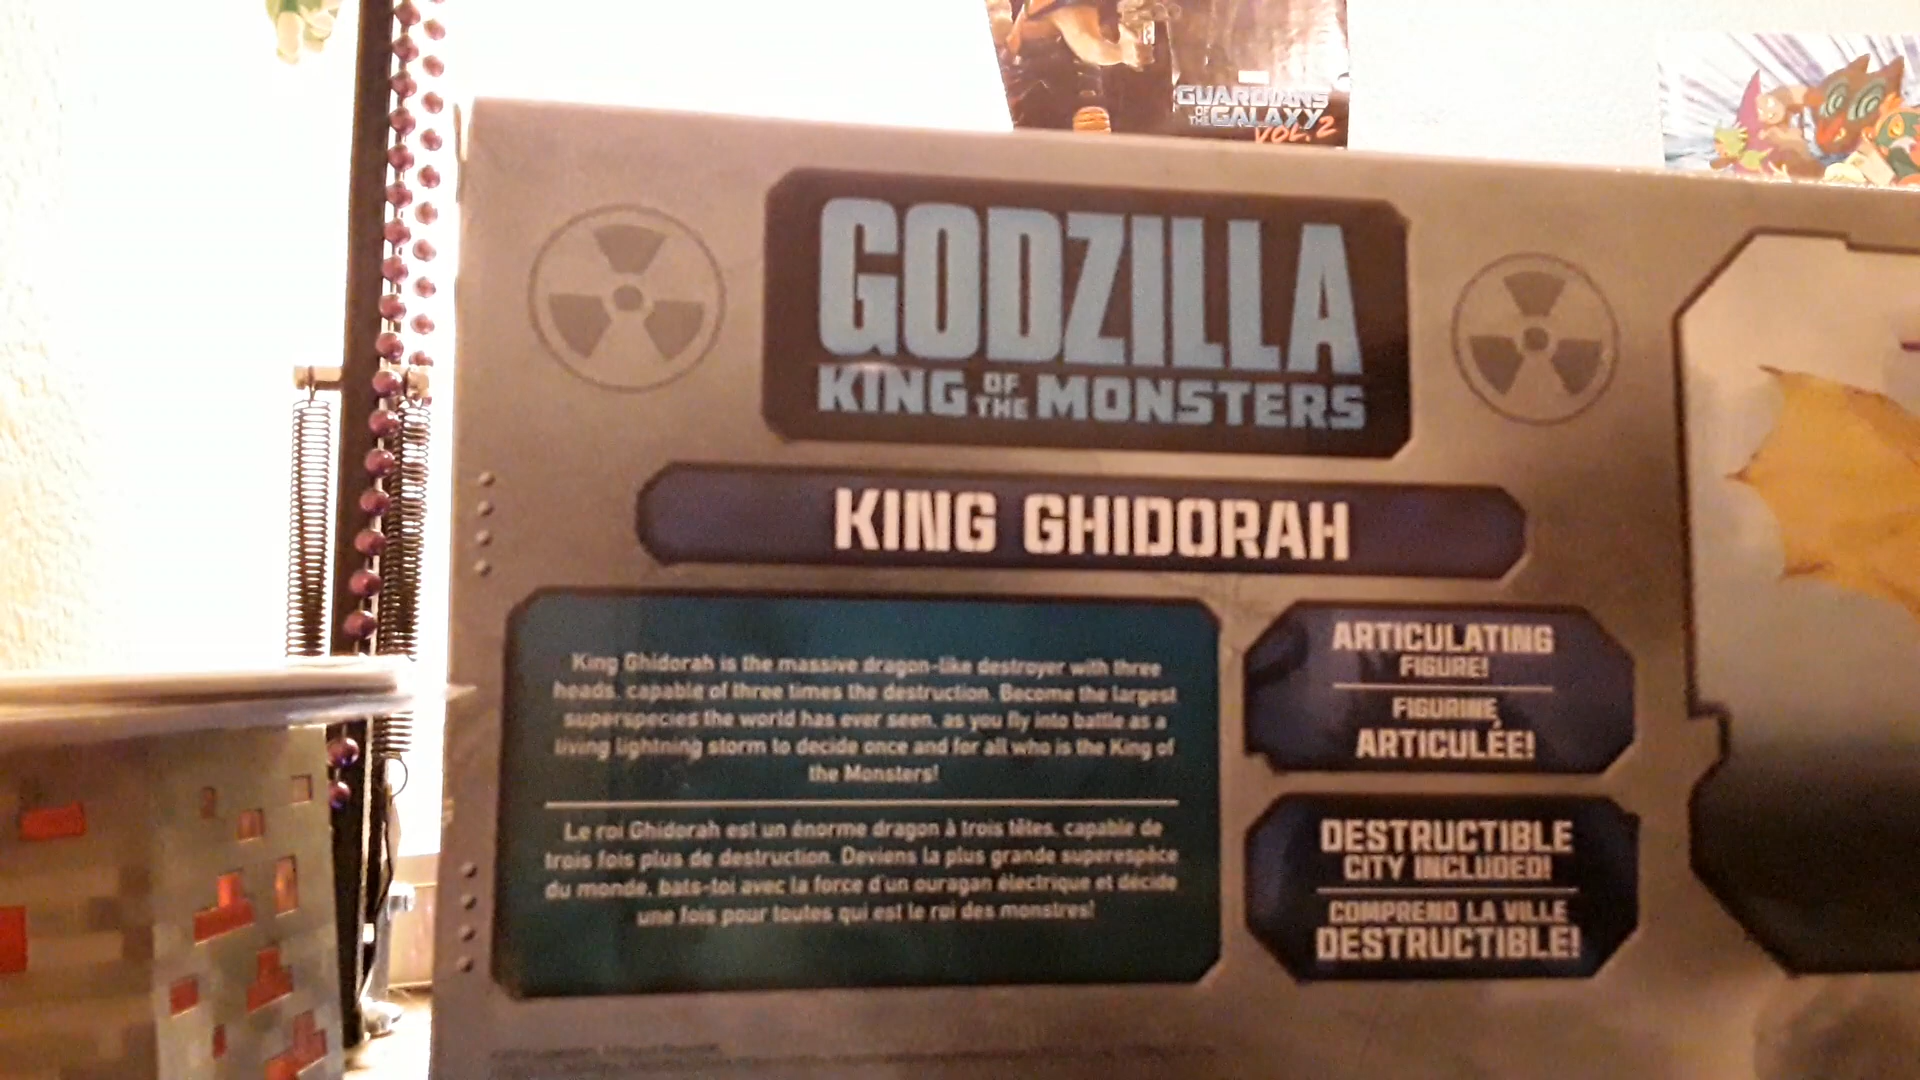 GUARDIANS
OF THE GALAXY
VOL. 2
GODZILLA
KING OF THE MONSTERS
KING GHIDORAH
King Ghidorah is the massive dragon-like destroyer with three
heads, capable of three times the destruction. Become the largest
superspecies the world has ever seen, as you fly into battle as a
living lightning storm to decide once and for all who is the King of
the Monsters!
Le roi Ghidorah est un énorme dragon à trois têtes, capable de
trois fois plus de destruction. Deviens la plus grande superespèce
du monde, bats-toi avec la force d'un ouragan électrique et décide
une fois pour toutes qui est le roi des monstres!
ARTICULATING
FIGURE!
FIGURINE
ARTICULÉE!
DESTRUCTIBLE
CITY INCLUDED!
COMPREND LA VILLE
DESTRUCTIBLE!